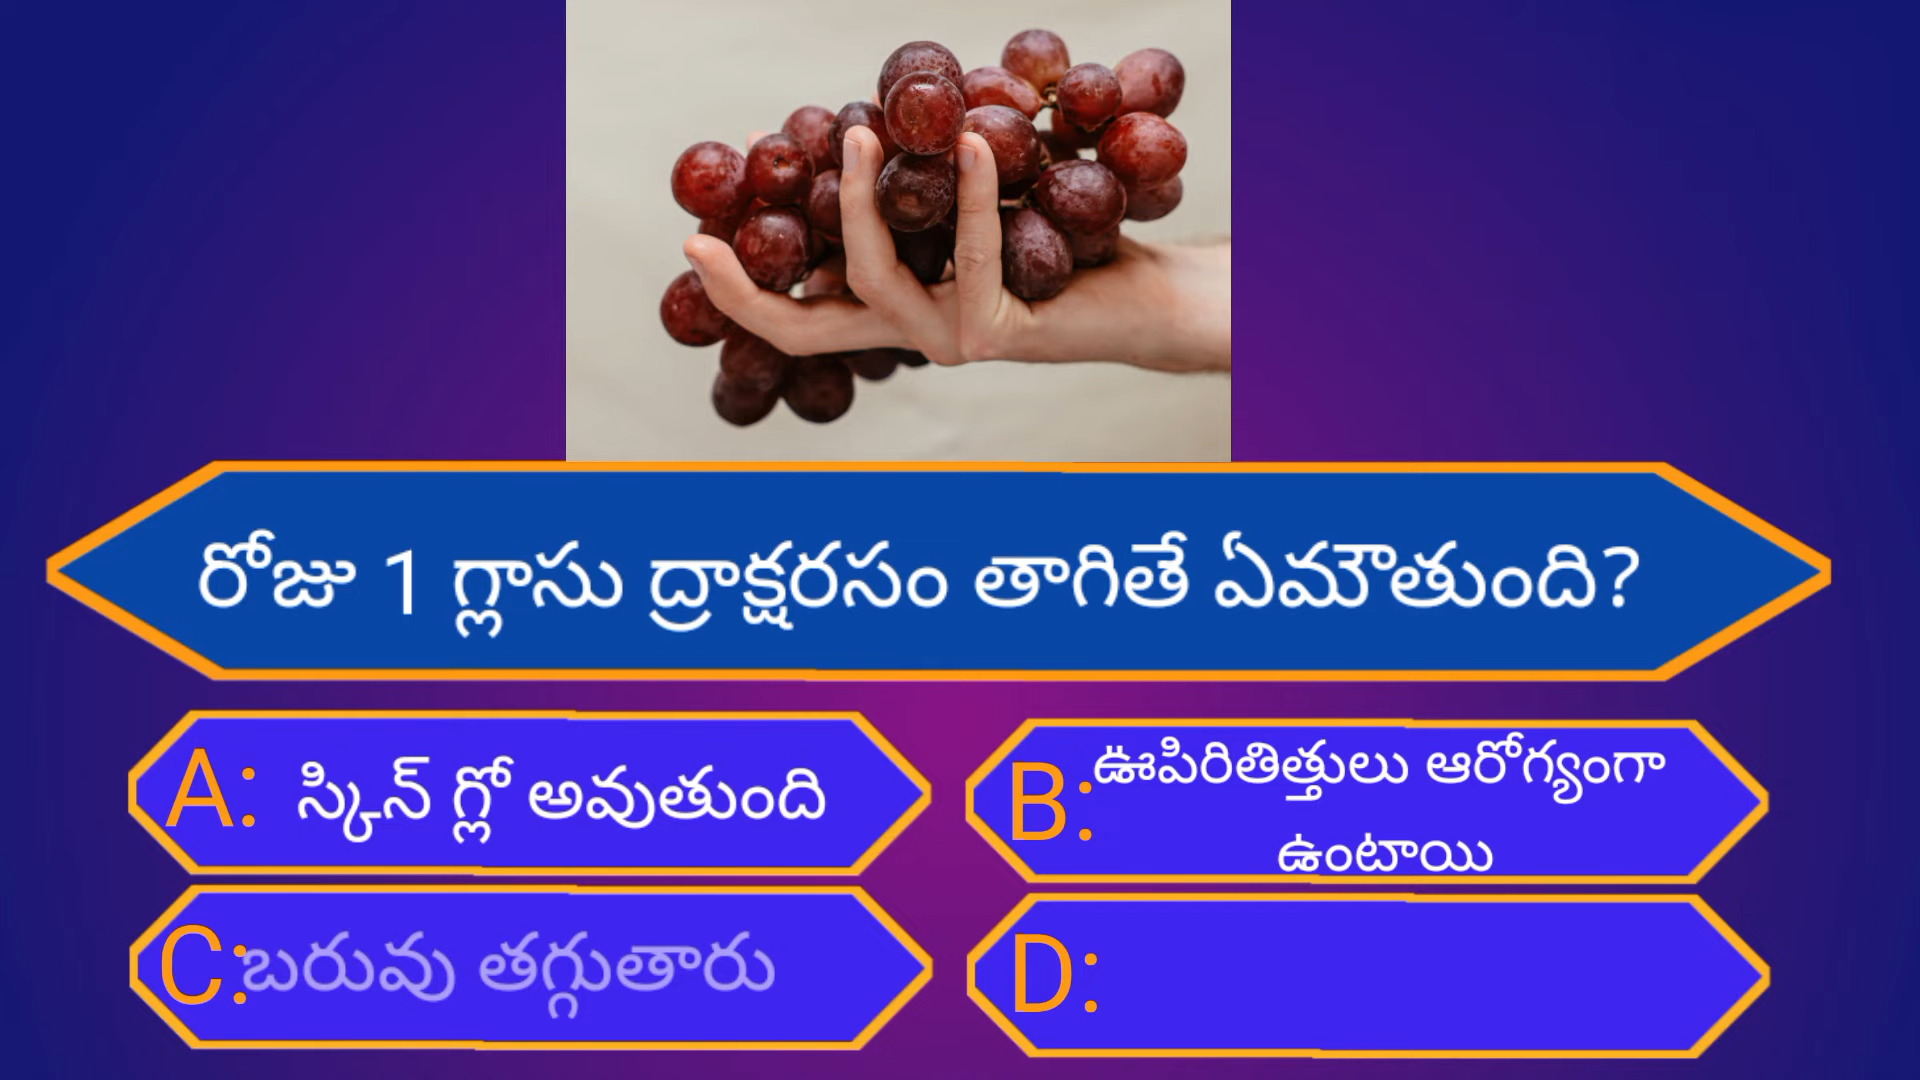 రోజు 1 గ్లాసు ద్రాక్షరసం తాగితే ఏమౌతుంది?
A: స్కిన్ గ్లో అవుతుంది
B: ఊపిరితిత్తులు ఆరోగ్యంగా
ఉంటాయి
C: బరువు తగ్గుతారు
D: